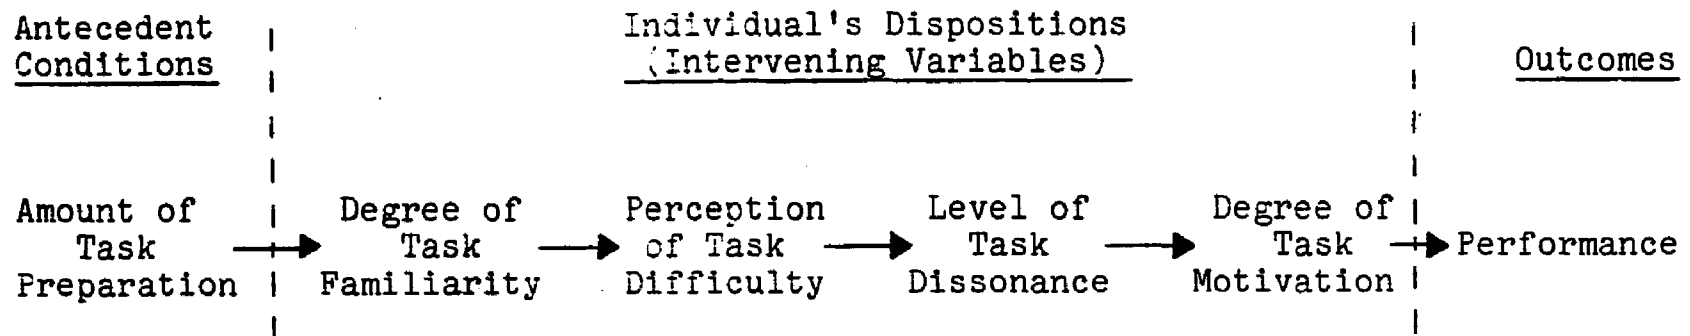 Antecedent
Conditions
Individual's Dispositions
(Intervening Variables)
Outcomes
Amount of
Task
Preparation
Degree of
Task
Familiarity
Perception
of Task
Difficulty
Level of
Task
Dissonance
Degree of
Task
Motivation
Performance